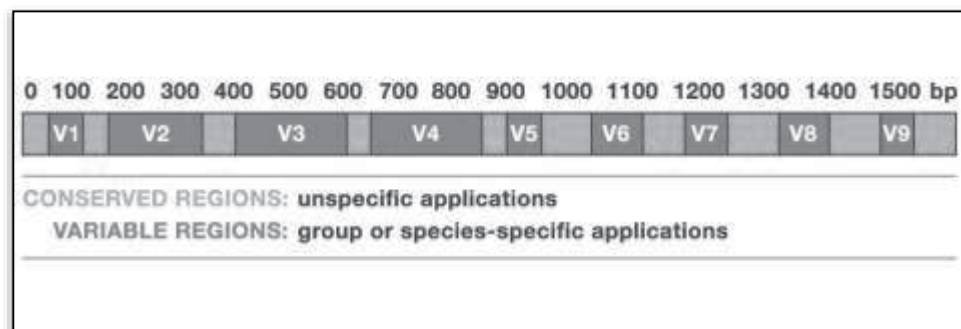 0 100 200 300 400 500 600 700 800 900 1000 1100 1200 1300 1400 1500 bp
V1 V2 V3 V4 V5 V6 V7 V8 V9
CONSERVED REGIONS: unspecific applications
VARIABLE REGIONS: group or species-specific applications